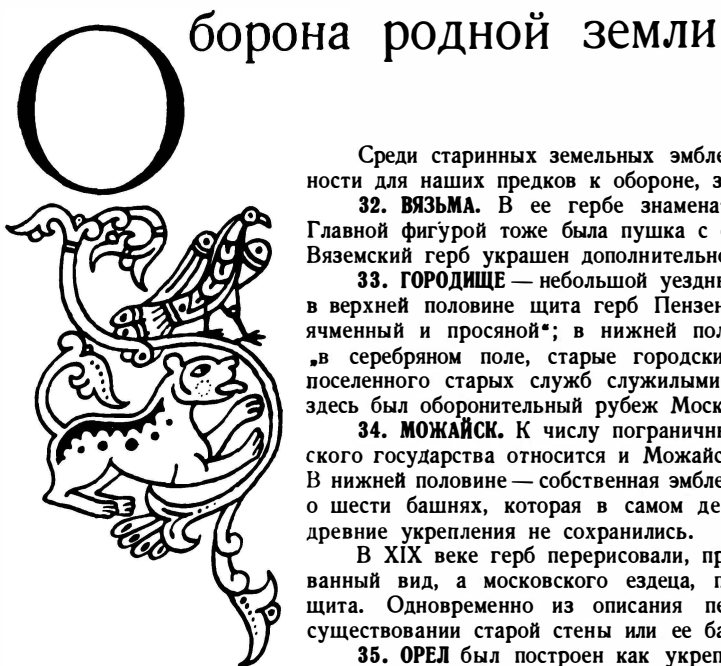 Оборона родной земли
Среди старинных земельных эмбле
ности для наших предков к обороне, з
32. ВЯЗЬМА. В ее гербе знамена
Главной фигурой тоже была пушка с
Вяземский герб украшен дополнительн
33. ГОРОДИЩЕ — небольшой уездн
в верхней половине щита герб Пензен
ячменный и просяной“; в нижней пол
„в серебряном поле, старые городски
поселенного старых служб служилыми
здесь был оборонительный рубеж Моск
34. МОЖАЙСК. К числу пограничн
ского государства относится и Можайс
В нижней половине — собственная эмбле
о шести башнях, которая в самом де
древние укрепления не сохранились.
В XIX веке герб перерисовали, пр
ванный вид, а московского ездеца, п
щита. Одновременно из описания пе
существовании старой стены или ее ба
35. ОРЕЛ был построен как укреп